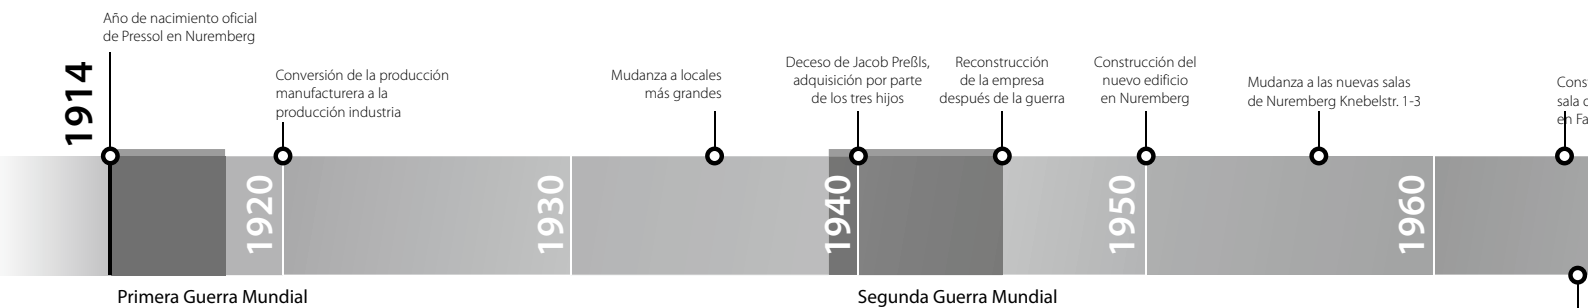 Año de nacimiento oficial
de Pressol en Nuremberg
1914
Conversión de la producción
manufacturera a la
producción industria
Mudanza a locales
más grandes
Deceso de Jacob Preßls,
adquisición por parte
de los tres hijos
Reconstrucción
de la empresa
después de la guerra
Construcción del
nuevo edificio
en Nuremberg
Mudanza a las nuevas salas
de Nuremberg Knebelstr. 1-3
sala
en
1920
1930
1940
1950
1960
Primera Guerra Mundial
Segunda Guerra Mundial